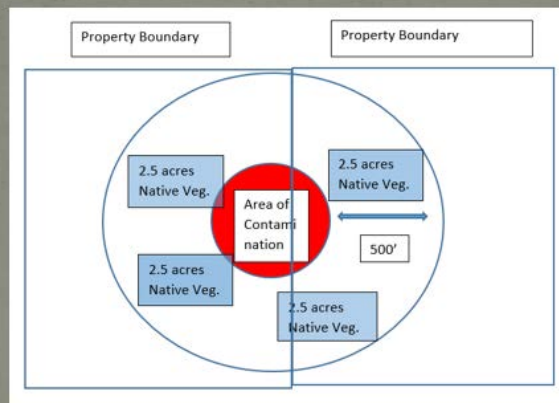 Property Boundary
Property Boundary
2.5 acres
Native Veg.
2.5 acres
Native Veg.
Area of
Contami
nation
500'
2.5 acres
Native Veg.
2.5 acres
Native Veg.